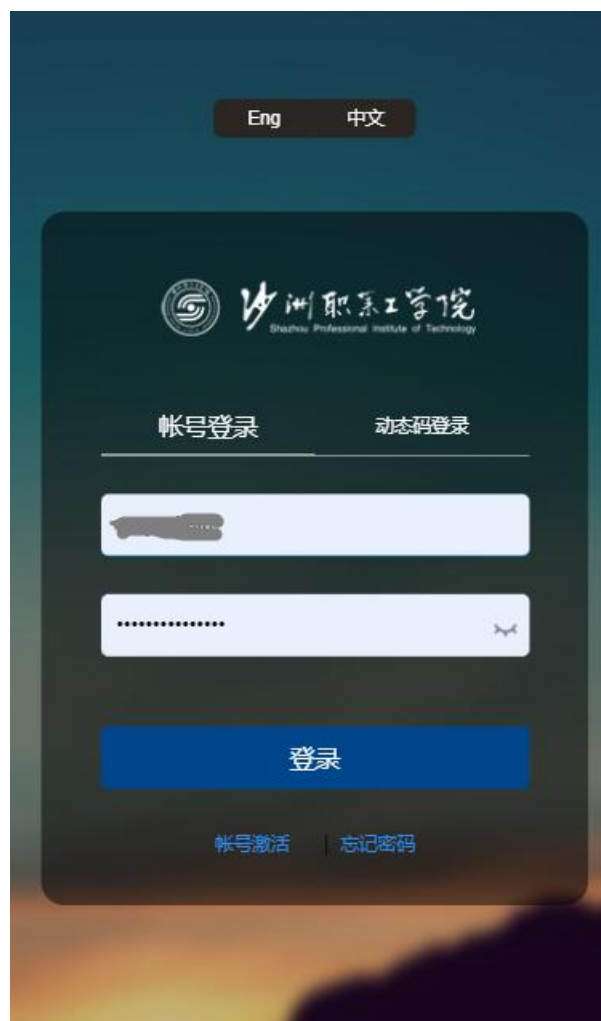 Eng 中文
沙洲职业工学院
Shazhou Professional Institute of Technology
帐号登录 动态码登录
•••••••••••••••
登录
帐号激活 | 忘记密码